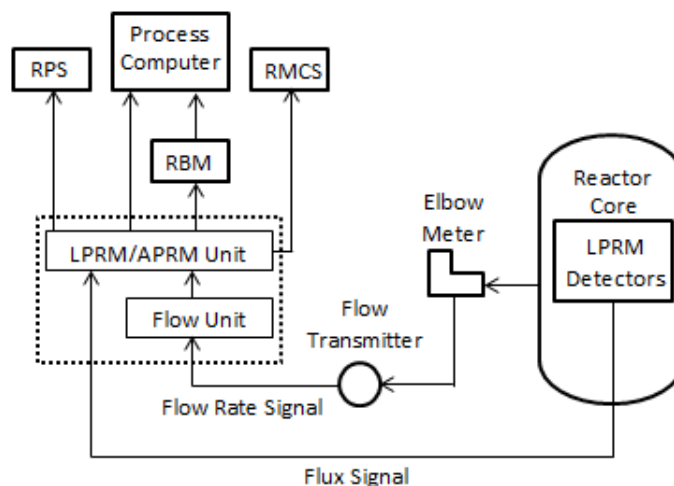 Process
Computer
RPS
RMCS
RBM
Reactor
Core
Elbow
Meter
LPRM
Detectors
LPRM/APRM Unit
Flow Unit
Flow
Transmitter
Flow Rate Signal
Flux Signal